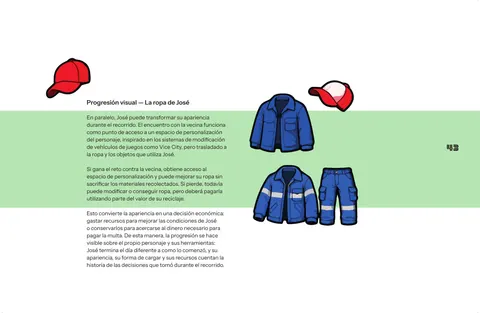 Progresión visual — La ropa de José
En paralelo, José puede transformar su apariencia
durante el recorrido. El encuentro con la vecina funciona
como punto de acceso a un espacio de personalización
del personaje, inspirado en los sistemas de modificación
de vehículos de juegos como Vice City, pero trasladado a
la ropa y los objetos que utiliza José.
Si gana el reto contra la vecina, obtiene acceso al
espacio de personalización y puede mejorar su ropa sin
sacrificar los materiales recolectados. Si pierde, todavía
puede modificar o conseguir ropa, pero deberá pagarla
utilizando parte del valor de su reciclaje.
Esto convierte la apariencia en una decisión económica:
gastar recursos para mejorar las condiciones de José
o conservarlos para acercarse al dinero necesario para
pagar la multa. De esta manera, la progresión se hace
visible sobre el propio personaje y sus herramientas:
José termina el día diferente a como lo comenzó, y su
apariencia, su forma de cargar y sus recursos cuentan la
historia de las decisiones que tomó durante el recorrido.
43